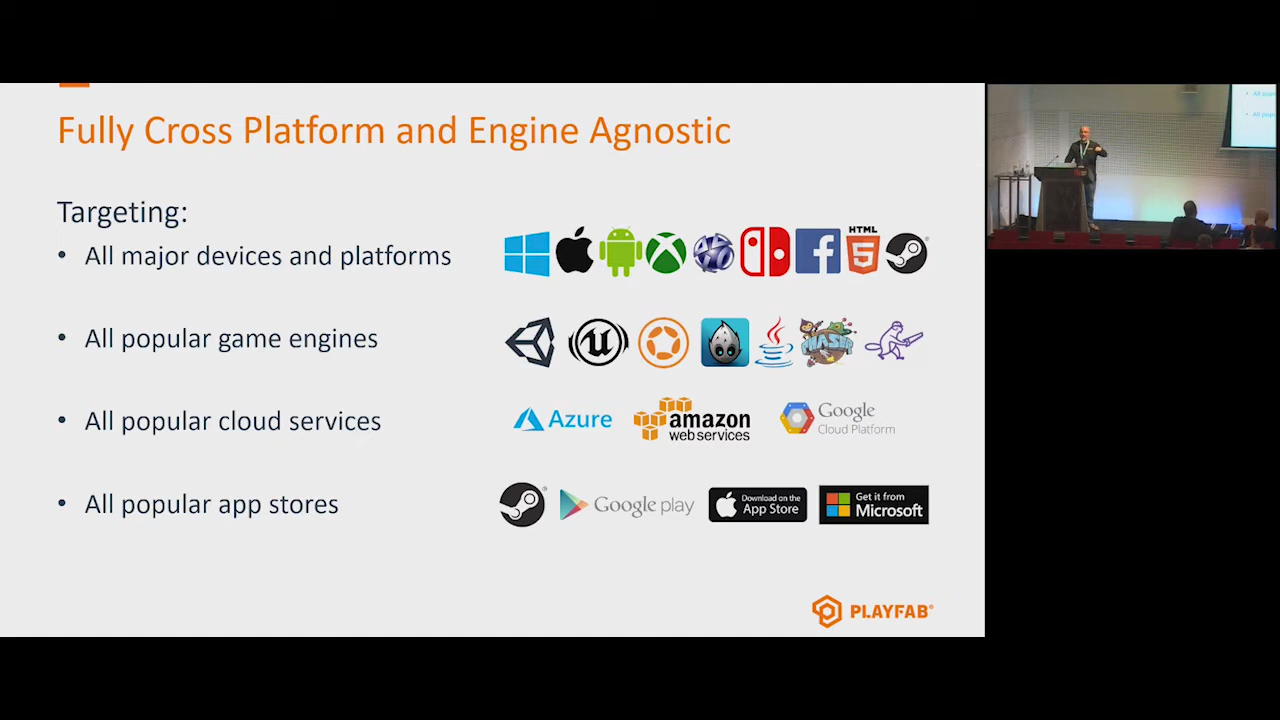 Fully Cross Platform and Engine Agnostic
Targeting:
• All major devices and platforms
HTML
5
• All popular game engines
PHASER
• All popular cloud services
Azure
amazon
web services
Google
Cloud Platform
• All popular app stores
Google play
Download on the
App Store
Get it from
Microsoft
PLAYFAB